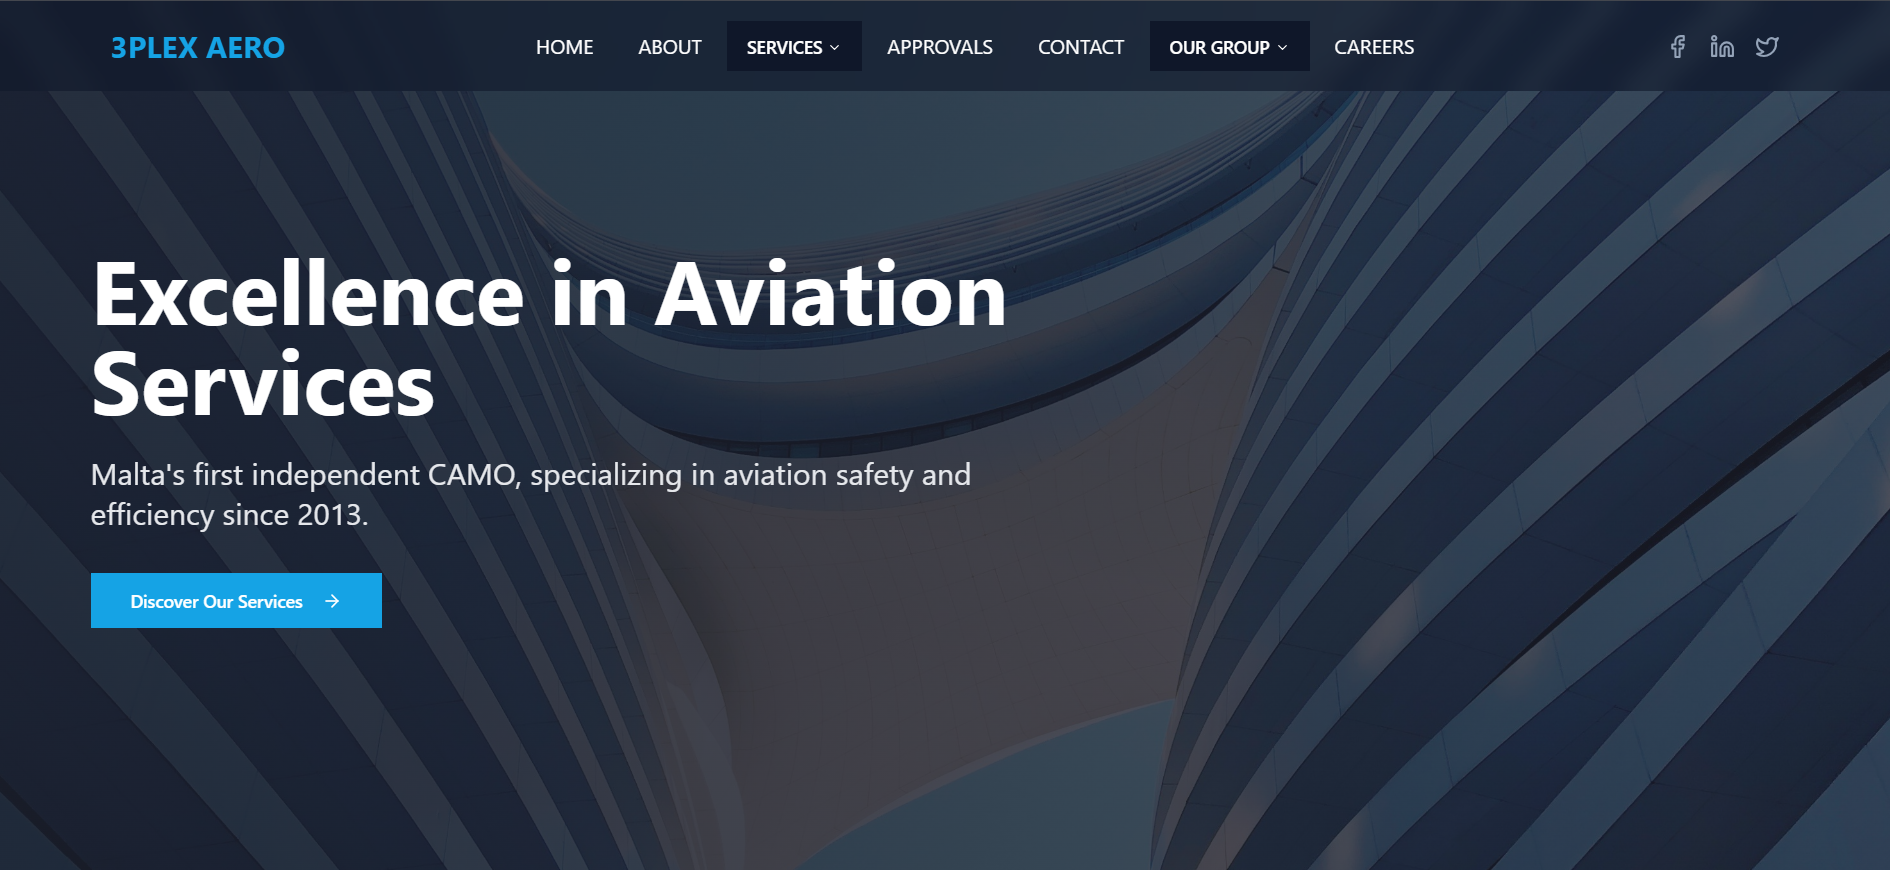 3PLEX AERO
HOME ABOUT SERVICES APPROVALS CONTACT OUR GROUP CAREERS
Excellence in Aviation
Services
Malta's first independent CAMO, specializing in aviation safety and
efficiency since 2013.
Discover Our Services